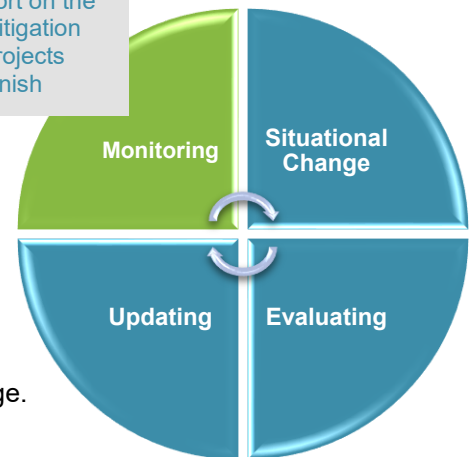 ort on the
itigation
rojects
nish
Monitoring
Situational
Change
Updating
Evaluating
ge.